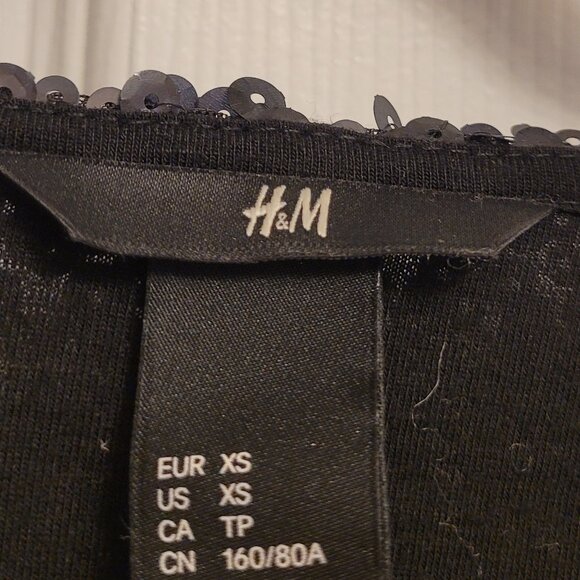 H&M
EUR XS
US XS
CA TP
CN 160/80A